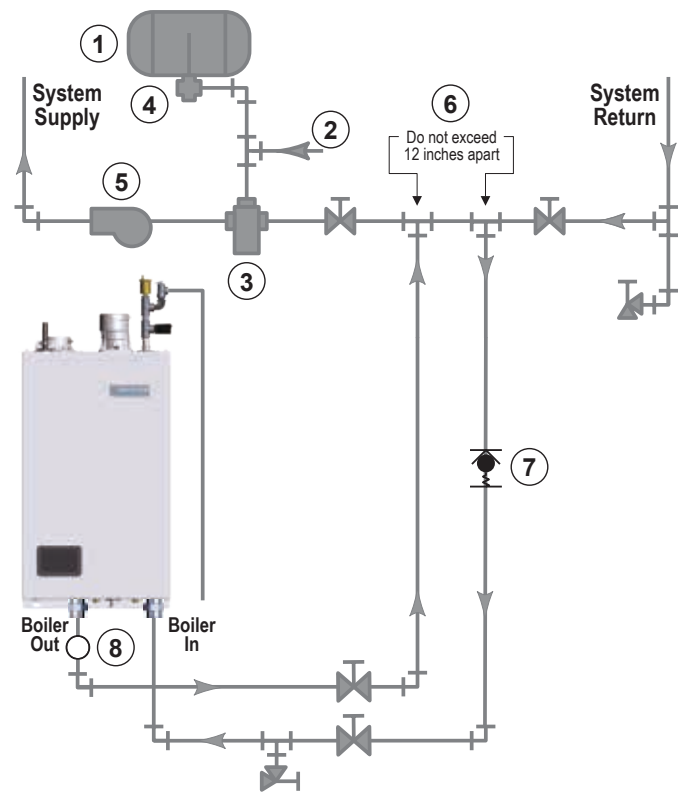 1
4
2
6
System
Supply
System
Return
Do not exceed
12 inches apart
5
3
7
Boiler
Out
8
Boiler
In